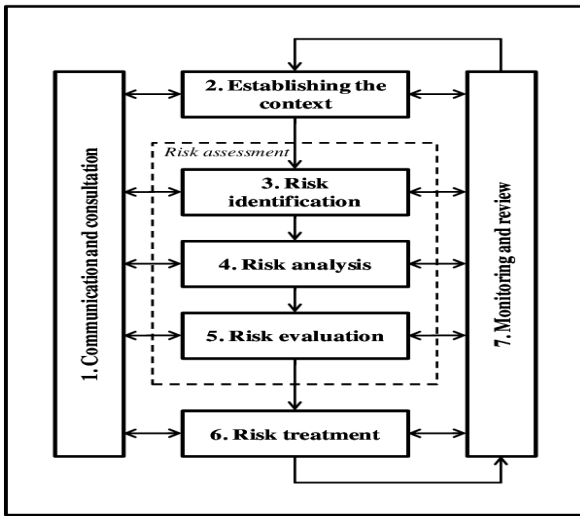 1. Communication and consultation
2. Establishing the
context
Risk assessment
3. Risk
identification
4. Risk analysis
5. Risk evaluation
6. Risk treatment
7. Monitoring and review